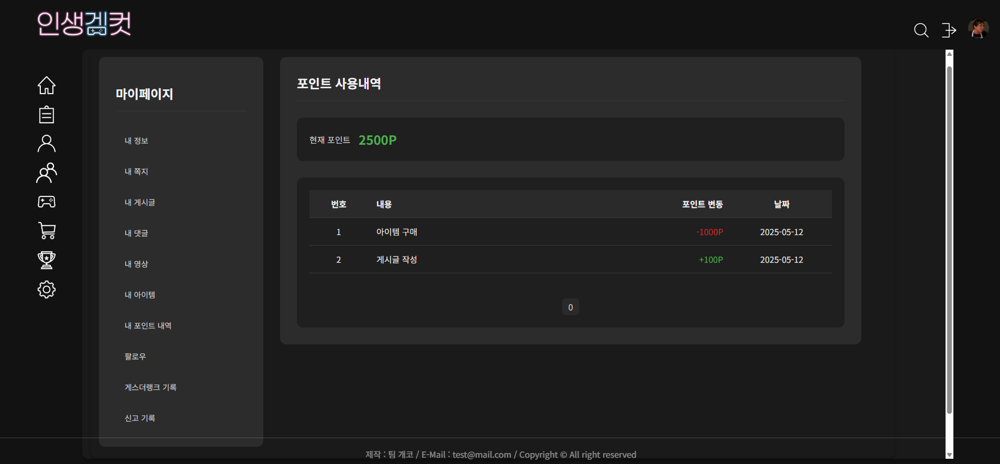 인생겜컷
마이페이지
내 정보
내 쪽지
내 게시글
내 댓글
내 영상
내 아이템
내 포인트 내역
팔로우
게스더랭크 기록
신고 기록
포인트 사용내역
현재 포인트 2500P
번호 내용 포인트 변동 날짜
1 아이템 구매 -1000P 2025-05-12
2 게시글 작성 +100P 2025-05-12
0
제작 : 팀 개코 / E-Mail : test@mail.com / Copyright © All right reserved